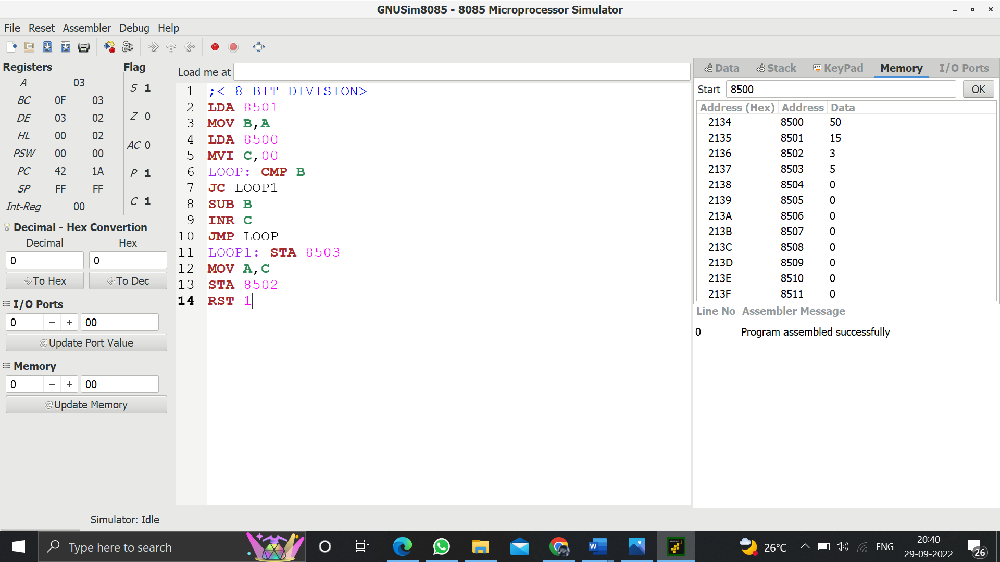 GNUSim8085 - 8085 Microprocessor Simulator
File Reset Assembler Debug Help
Registers
A 03
BC 0F 03
DE 03 02
HL 00 02
PSW 00 00
PC 42 1A
SP FF FF
Int-Reg 00
Flag
S 1
Z 0
AC 0
P 1
C 1
Decimal - Hex Convertion
Decimal Hex
0 0
To Hex To Dec
I/O Ports
0 − + 00
Update Port Value
Memory
0 − + 00
Update Memory
Simulator: Idle
Load me at
1 ;< 8 BIT DIVISION>
2 LDA 8501
3 MOV B,A
4 LDA 8500
5 MVI C,00
6 LOOP: CMP B
7 JC LOOP1
8 SUB B
9 INR C
10 JMP LOOP
11 LOOP1: STA 8503
12 MOV A,C
13 STA 8502
14 RST 1
Data Stack Abc KeyPad Memory I/O Ports
Start 8500 OK
Address (Hex) Address Data
2134 8500 50
2135 8501 15
2136 8502 3
2137 8503 5
2138 8504 0
2139 8505 0
213A 8506 0
213B 8507 0
213C 8508 0
213D 8509 0
213E 8510 0
213F 8511 0
Line No Assembler Message
0 Program assembled successfully
Type here to search
W
26°C
ENG
20:40
29-09-2022
26